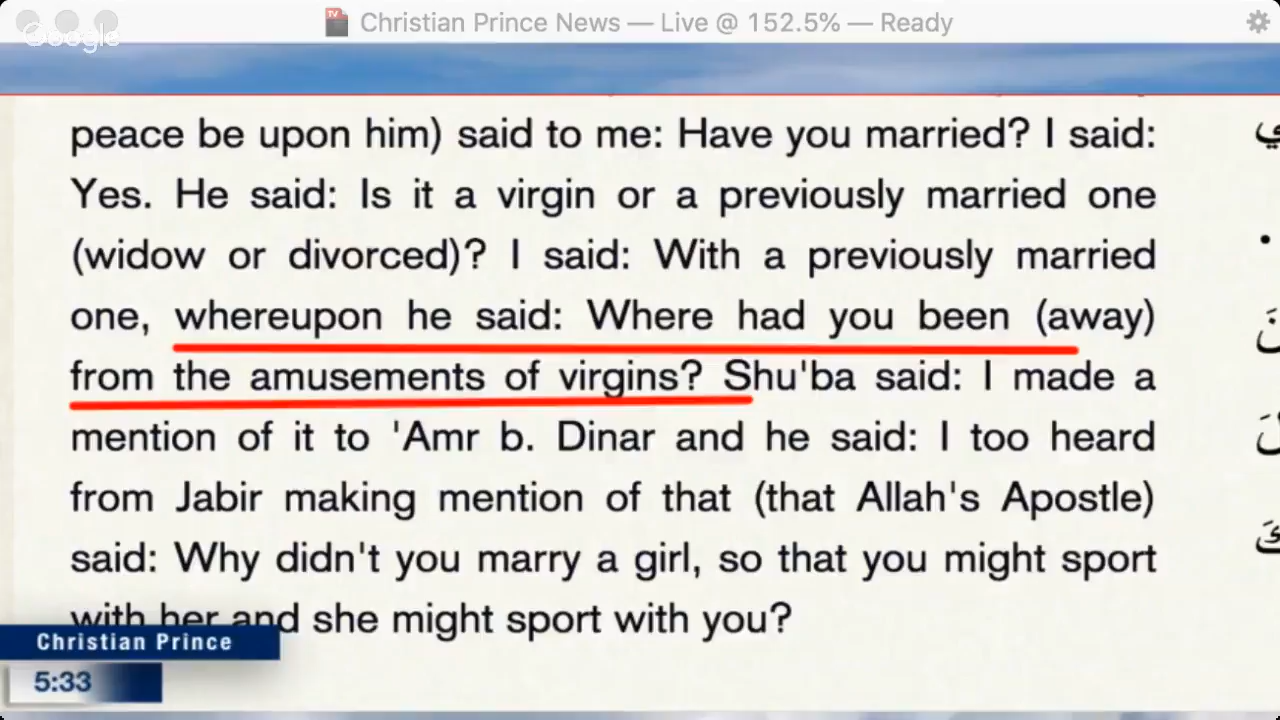 Christian Prince News — Live @ 152.5% — Ready
TV
Google
peace be upon him) said to me: Have you married? I said:
Yes. He said: Is it a virgin or a previously married one
(widow or divorced)? I said: With a previously married
one, whereupon he said: Where had you been (away)
from the amusements of virgins? Shu'ba said: I made a
mention of it to 'Amr b. Dinar and he said: I too heard
from Jabir making mention of that (that Allah's Apostle)
said: Why didn't you marry a girl, so that you might sport
with her and she might sport with you?
Christian Prince
5:33